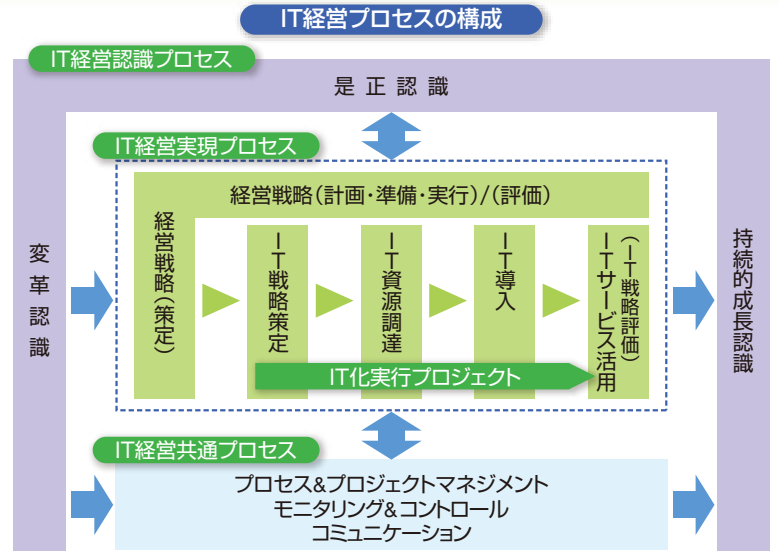 IT経営プロセスの構成
IT経営認識プロセス
是正認識
IT経営実現プロセス
経営戦略(計画・準備・実行)/(評価)
変革認識
経営戦略(策定)
IT戦略策定
IT資源調達
IT導入
(IT戦略評価)
ITサービス活用
持続的成長認識
IT化実行プロジェクト
IT経営共通プロセス
プロセス&プロジェクトマネジメント
モニタリング&コントロール
コミュニケーション